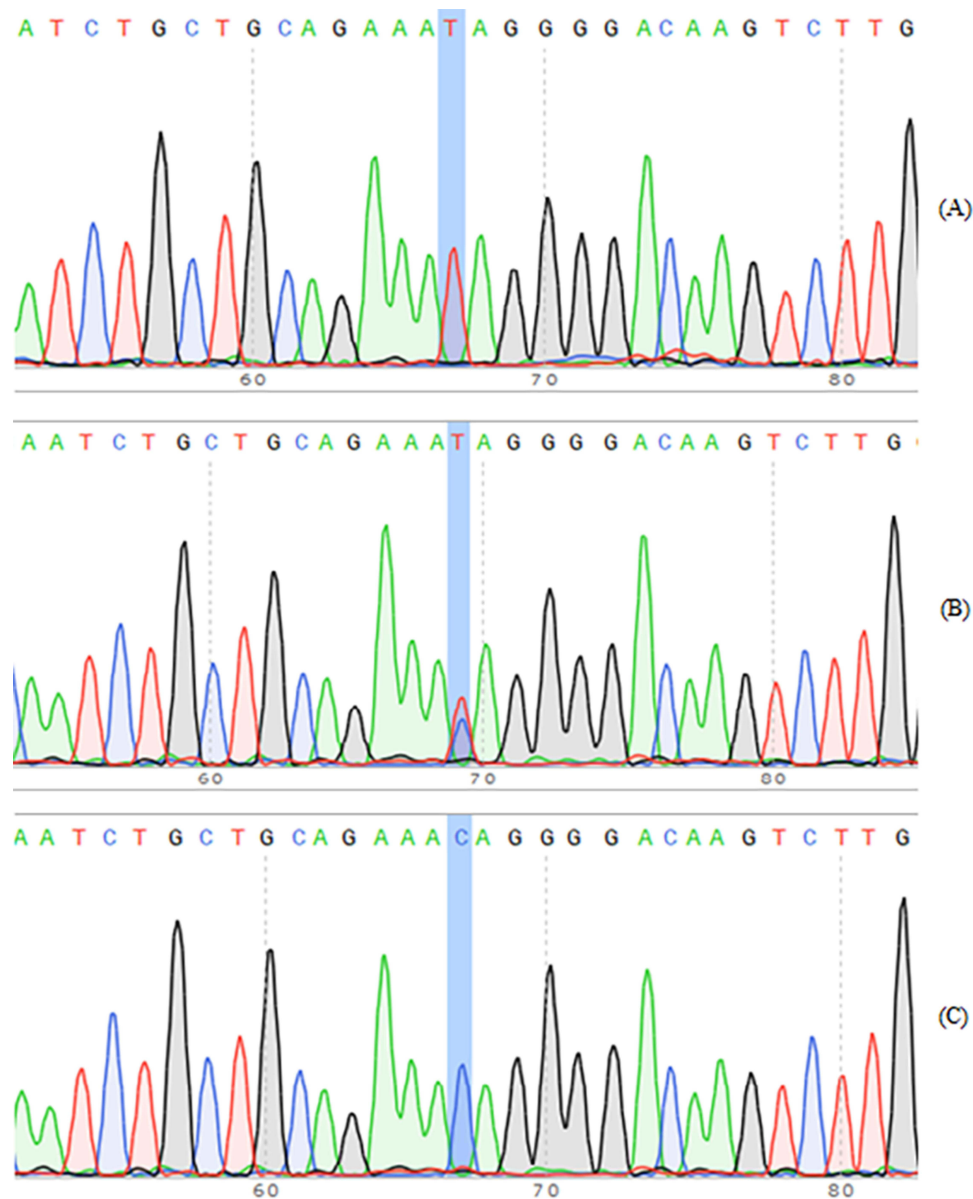 A T C T G C T G C A G A A A T A G G G G A C A A G T C T T G
(A)
60 70 80
A A T C T G C T G C A G A A A T A G G G G A C A A G T C T T G
(B)
60 70 80
A A T C T G C T G C A G A A A C A G G G G A C A A G T C T T G
(C)
60 70 80